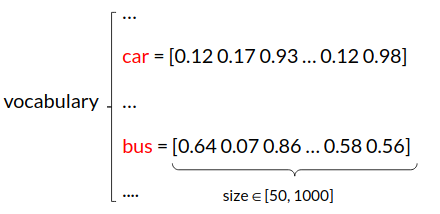 ...
car = [0.12 0.17 0.93 ... 0.12 0.98]
vocabulary ...
bus = [0.64 0.07 0.86 ... 0.58 0.56]
....
size ∈ [50, 1000]